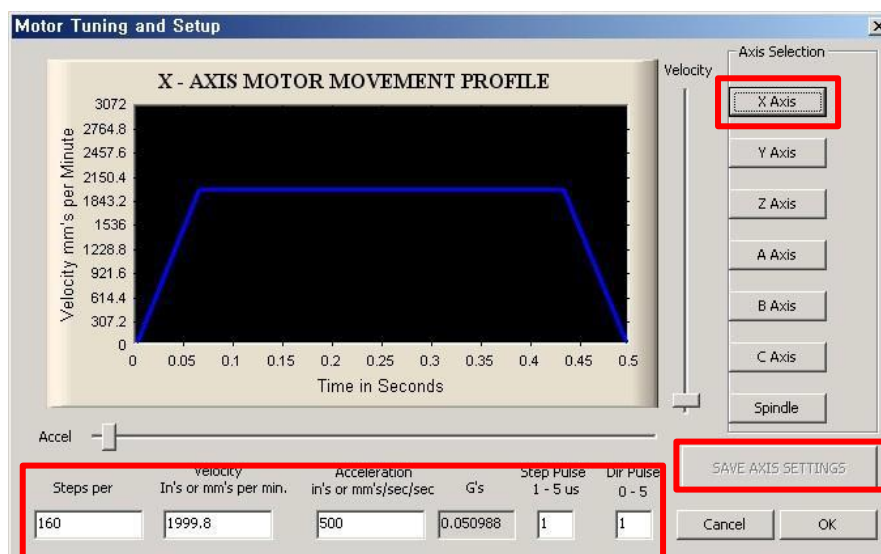 Motor Tuning and Setup
X - AXIS MOTOR MOVEMENT PROFILE
Velocity mm's per Minute
3072
2764.8
2457.6
2150.4
1843.2
1536
1228.8
921.6
614.4
307.2
0
0 0.05 0.1 0.15 0.2 0.25 0.3 0.35 0.4 0.45 0.5
Time in Seconds
Velocity
Axis Selection
X Axis
Y Axis
Z Axis
A Axis
B Axis
C Axis
Spindle
Accel
SAVE AXIS SETTINGS
Steps per
Velocity
In's or mm's per min.
Acceleration
in's or mm's/sec/sec
G's
Step Pulse
1 - 5 us
Dir Pulse
0 - 5
160
1999.8
500
0.050988
1
1
Cancel
OK